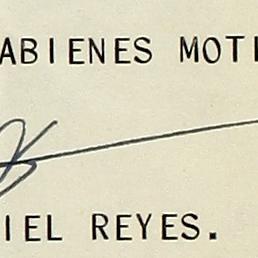 ABIENES MOT
IEL REYES.